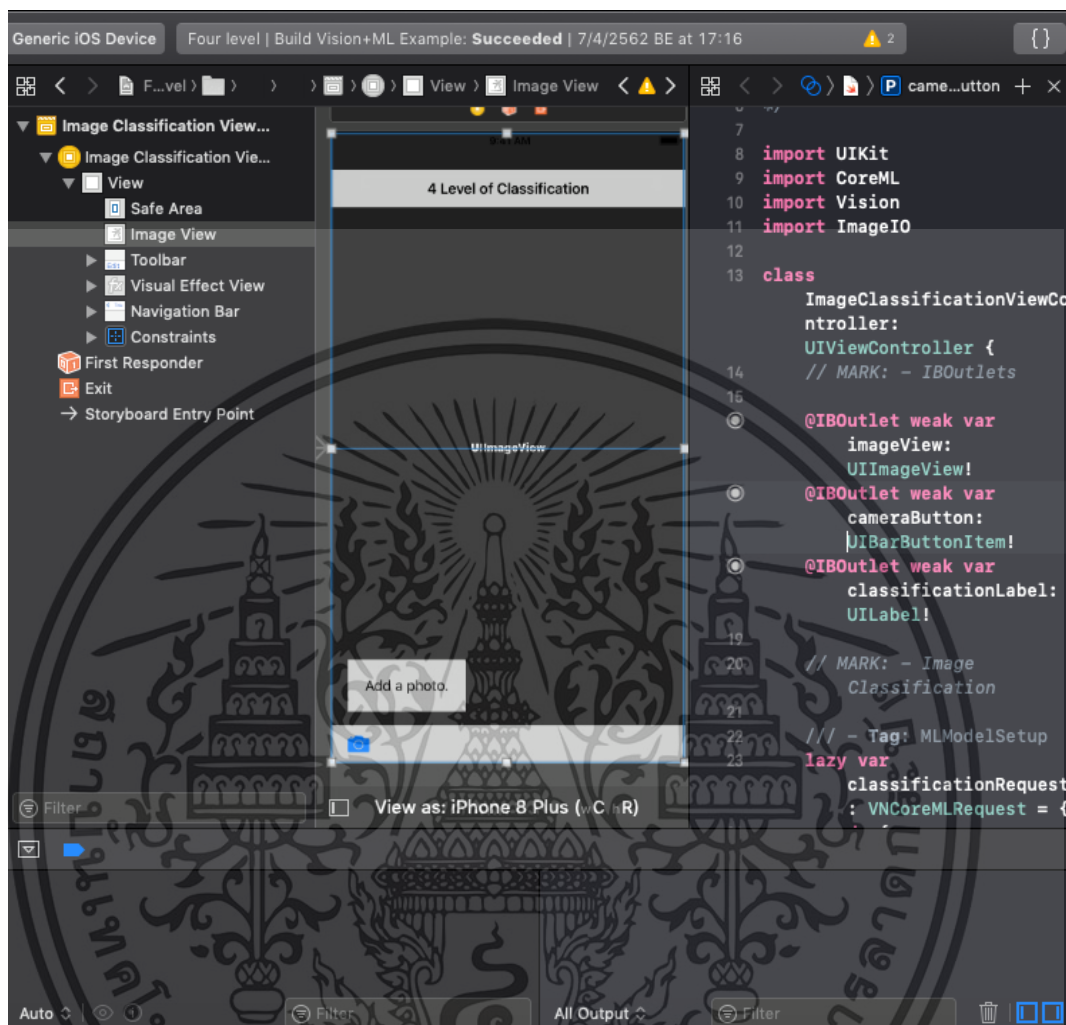 Generic iOS Device
Four level | Build Vision+ML Example: Succeeded | 7/4/2562 BE at 17:16
2
{ }
F...vel
View
Image View
P came...utton
Image Classification View...
Image Classification Vie...
View
Safe Area
Image View
Toolbar
Visual Effect View
Navigation Bar
Constraints
First Responder
Exit
Storyboard Entry Point
Filter
9:41 AM
4 Level of Classification
UIImageView
Add a photo.
View as: iPhone 8 Plus (wC hR)
7
8 import UIKit
9 import CoreML
10 import Vision
11 import ImageIO
12
13 class
ImageClassificationViewCo
ntroller:
UIViewController {
14 // MARK: - IBOutlets
15
@IBOutlet weak var
imageView:
UIImageView!
@IBOutlet weak var
cameraButton:
UIBarButtonItem!
@IBOutlet weak var
classificationLabel:
UILabel!
19
20 // MARK: - Image
Classification
21
22 /// - Tag: MLModelSetup
23 lazy var
classificationRequest
: VNCoreMLRequest = {
Auto
Filter
All Output
Filter